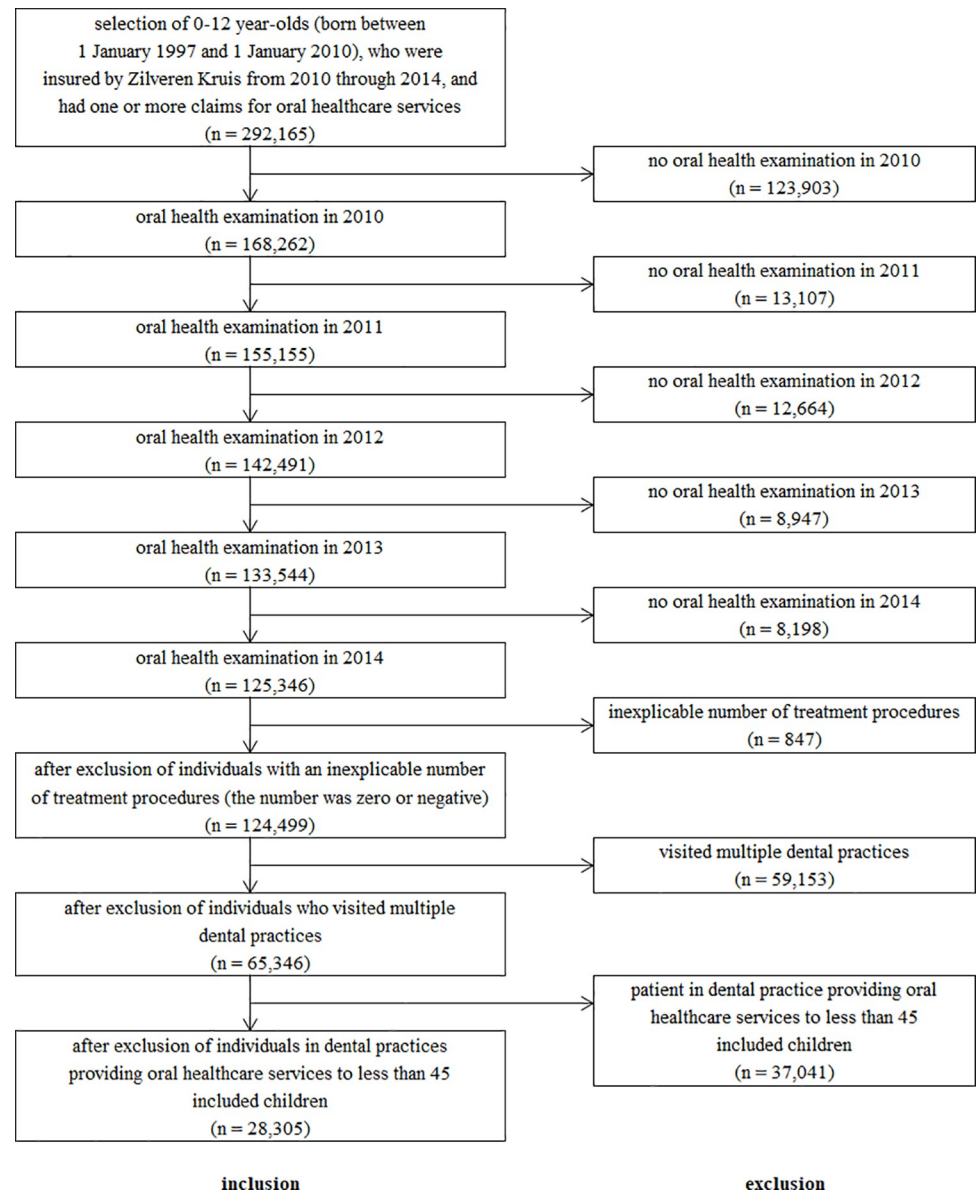 selection of 0-12 year-olds (born between
1 January 1997 and 1 January 2010), who were
insured by Zilveren Kruis from 2010 through 2014, and
had one or more claims for oral healthcare services
(n = 292,165)
no oral health examination in 2010
(n = 123,903)
oral health examination in 2010
(n = 168,262)
no oral health examination in 2011
(n = 13,107)
oral health examination in 2011
(n = 155,155)
no oral health examination in 2012
(n = 12,664)
oral health examination in 2012
(n = 142,491)
no oral health examination in 2013
(n = 8,947)
oral health examination in 2013
(n = 133,544)
no oral health examination in 2014
(n = 8,198)
oral health examination in 2014
(n = 125,346)
inexplicable number of treatment procedures
(n = 847)
after exclusion of individuals with an inexplicable number
of treatment procedures (the number was zero or negative)
(n = 124,499)
visited multiple dental practices
(n = 59,153)
after exclusion of individuals who visited multiple
dental practices
(n = 65,346)
patient in dental practice providing oral
healthcare services to less than 45
included children
(n = 37,041)
after exclusion of individuals in dental practices
providing oral healthcare services to less than 45
included children
(n = 28,305)
inclusion
exclusion